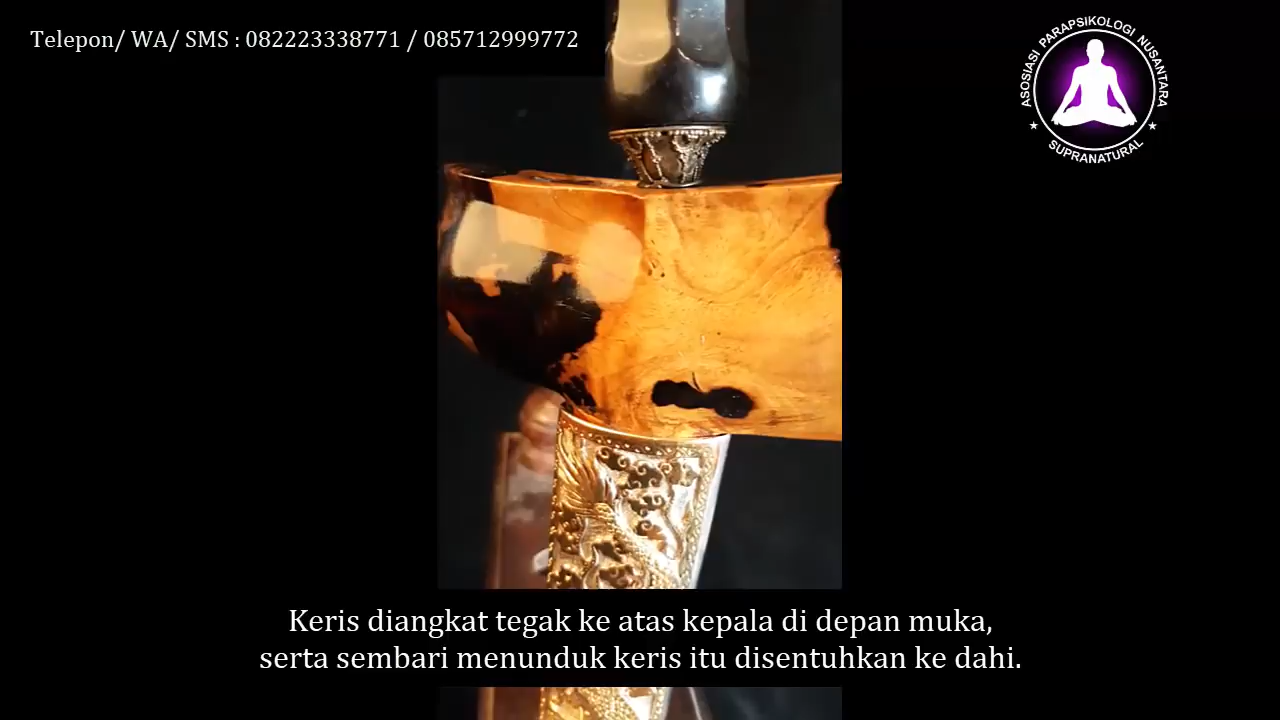 Telepon/ WA/ SMS : 082223338771 / 085712999772
ASOSIASI PARAPSIKOLOGI NUSANTARA
SUPRANATURAL
Keris diangkat tegak ke atas kepala di depan muka,
serta sembari menunduk keris itu disentuhkan ke dahi.